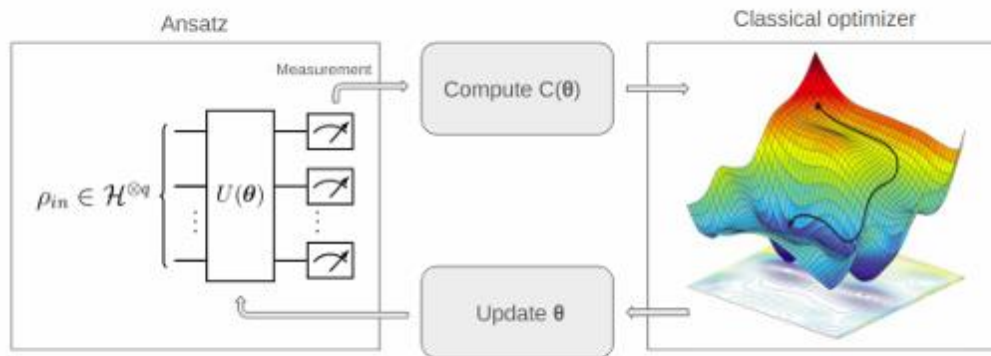 Ansatz
Classical optimizer
Measurement
Compute C(θ)
ρ_in ∈ ℋ^⊗q
U(θ)
Update θ